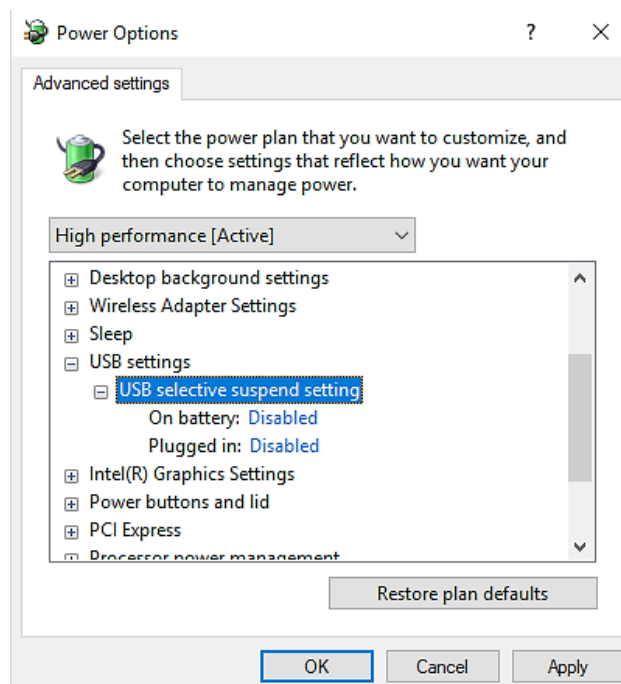 Power Options
?
Advanced settings
Select the power plan that you want to customize, and
then choose settings that reflect how you want your
computer to manage power.
High performance [Active]
Desktop background settings
Wireless Adapter Settings
Sleep
USB settings
USB selective suspend setting
On battery: Disabled
Plugged in: Disabled
Intel(R) Graphics Settings
Power buttons and lid
PCI Express
Processor power management
Restore plan defaults
OK Cancel Apply